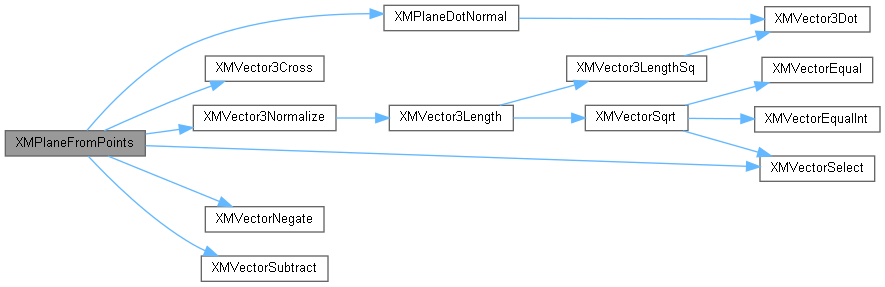 XMPlaneDotNormal
XMVector3Dot
XMVector3Cross
XMVector3LengthSq
XMVectorEqual
XMVector3Normalize
XMVector3Length
XMVectorSqrt
XMVectorEqualInt
XMPlaneFromPoints
XMVectorSelect
XMVectorNegate
XMVectorSubtract